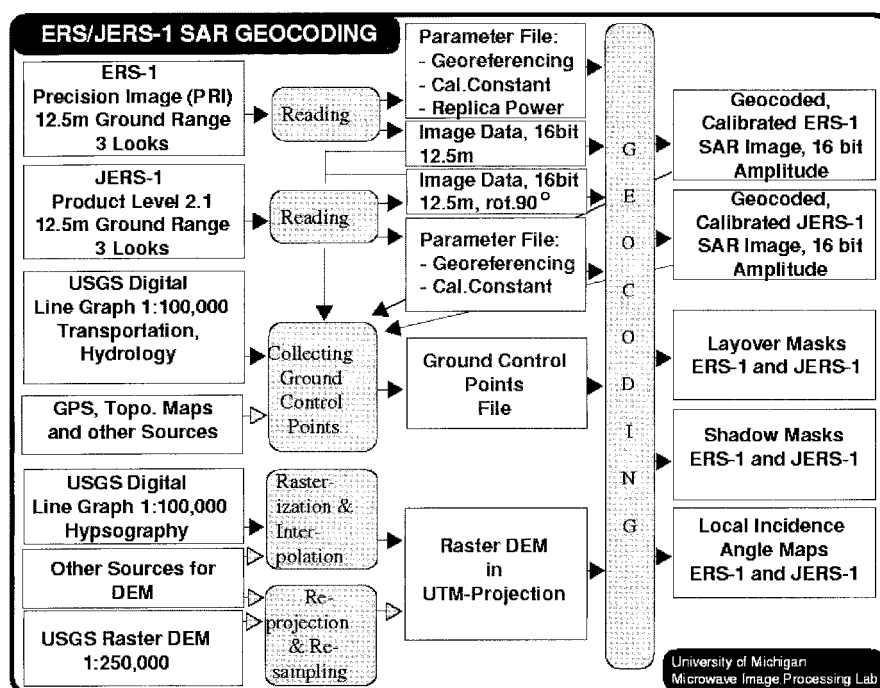 ERS/JERS-1 SAR GEOCODING
ERS-1
Precision Image (PRI)
12.5m Ground Range
3 Looks
JERS-1
Product Level 2.1
12.5m Ground Range
3 Looks
USGS Digital
Line Graph 1:100,000
Transportation,
Hydrology
GPS, Topo. Maps
and other Sources
USGS Digital
Line Graph 1:100,000
Hypsography
Other Sources for
DEM
USGS Raster DEM
1:250,000
Reading
Reading
Collecting
Ground
Control
Points
Raster-
ization &
Inter-
polation
Re-
projection
& Re-
sampling
Parameter File:
- Georeferencing
- Cal.Constant
- Replica Power
Image Data, 16bit
12.5m
Image Data, 16bit
12.5m, rot.90°
Parameter File:
- Georeferencing
- Cal.Constant
Ground Control
Points
File
Raster DEM
in
UTM-Projection
G
E
O
C
O
D
I
N
G
Geocoded,
Calibrated ERS-1
SAR Image, 16 bit
Amplitude
Geocoded,
Calibrated JERS-1
SAR Image, 16 bit
Amplitude
Layover Masks
ERS-1 and JERS-1
Shadow Masks
ERS-1 and JERS-1
Local Incidence
Angle Maps
ERS-1 and JERS-1
University of Michigan
Microwave Image Processing Lab